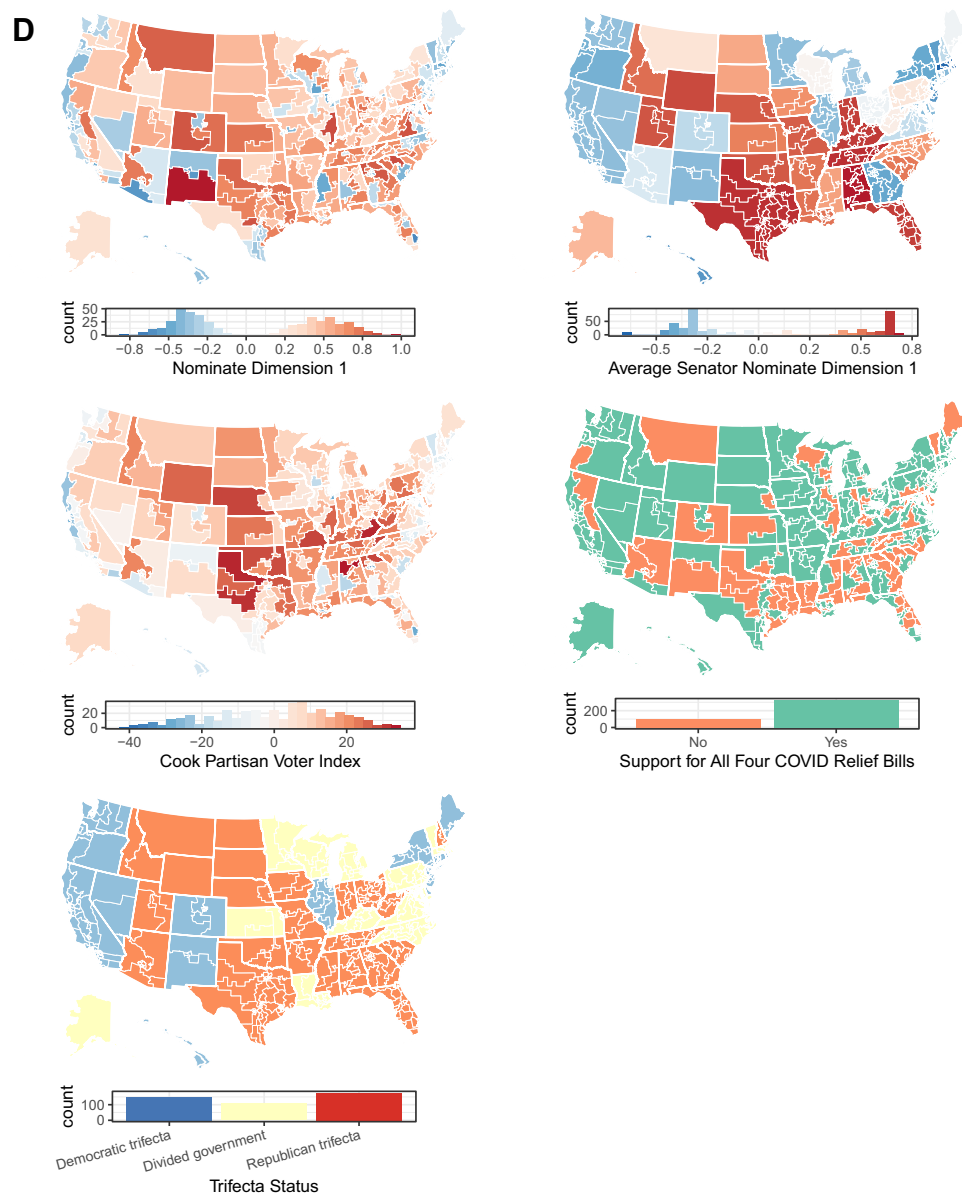 D
count
50
25
0
−0.8 −0.5 −0.2 0.0 0.2 0.5 0.8 1.0
Nominate Dimension 1
count
50
0
−0.5 −0.2 0.0 0.2 0.5 0.8
Average Senator Nominate Dimension 1
count
20
0
−40 −20 0 20
Cook Partisan Voter Index
count
200
0
No Yes
Support for All Four COVID Relief Bills
count
100
0
Democratic trifecta
Divided government
Republican trifecta
Trifecta Status